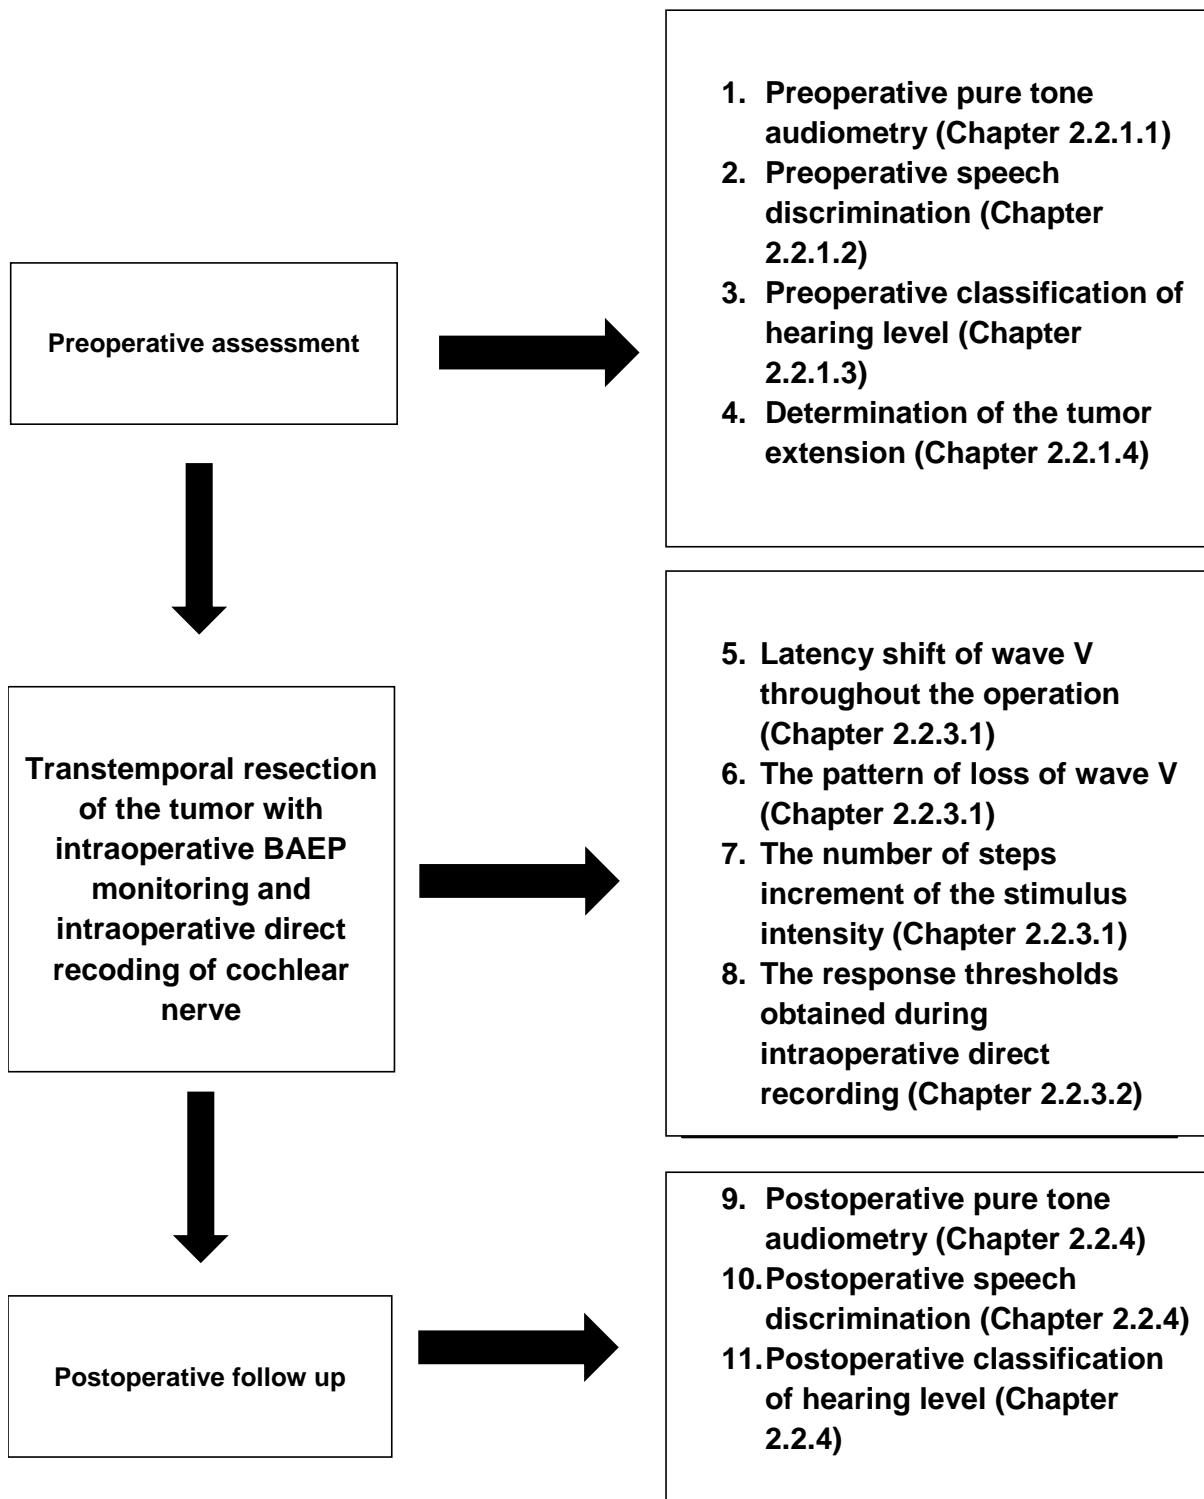 Preoperative assessment
1. Preoperative pure tone
audiometry (Chapter 2.2.1.1)
2. Preoperative speech
discrimination (Chapter
2.2.1.2)
3. Preoperative classification of
hearing level (Chapter
2.2.1.3)
4. Determination of the tumor
extension (Chapter 2.2.1.4)
Transtemporal resection
of the tumor with
intraoperative BAEP
monitoring and
intraoperative direct
recoding of cochlear
nerve
5. Latency shift of wave V
throughout the operation
(Chapter 2.2.3.1)
6. The pattern of loss of wave V
(Chapter 2.2.3.1)
7. The number of steps
increment of the stimulus
intensity (Chapter 2.2.3.1)
8. The response thresholds
obtained during
intraoperative direct
recording (Chapter 2.2.3.2)
Postoperative follow up
9. Postoperative pure tone
audiometry (Chapter 2.2.4)
10. Postoperative speech
discrimination (Chapter 2.2.4)
11. Postoperative classification
of hearing level (Chapter
2.2.4)